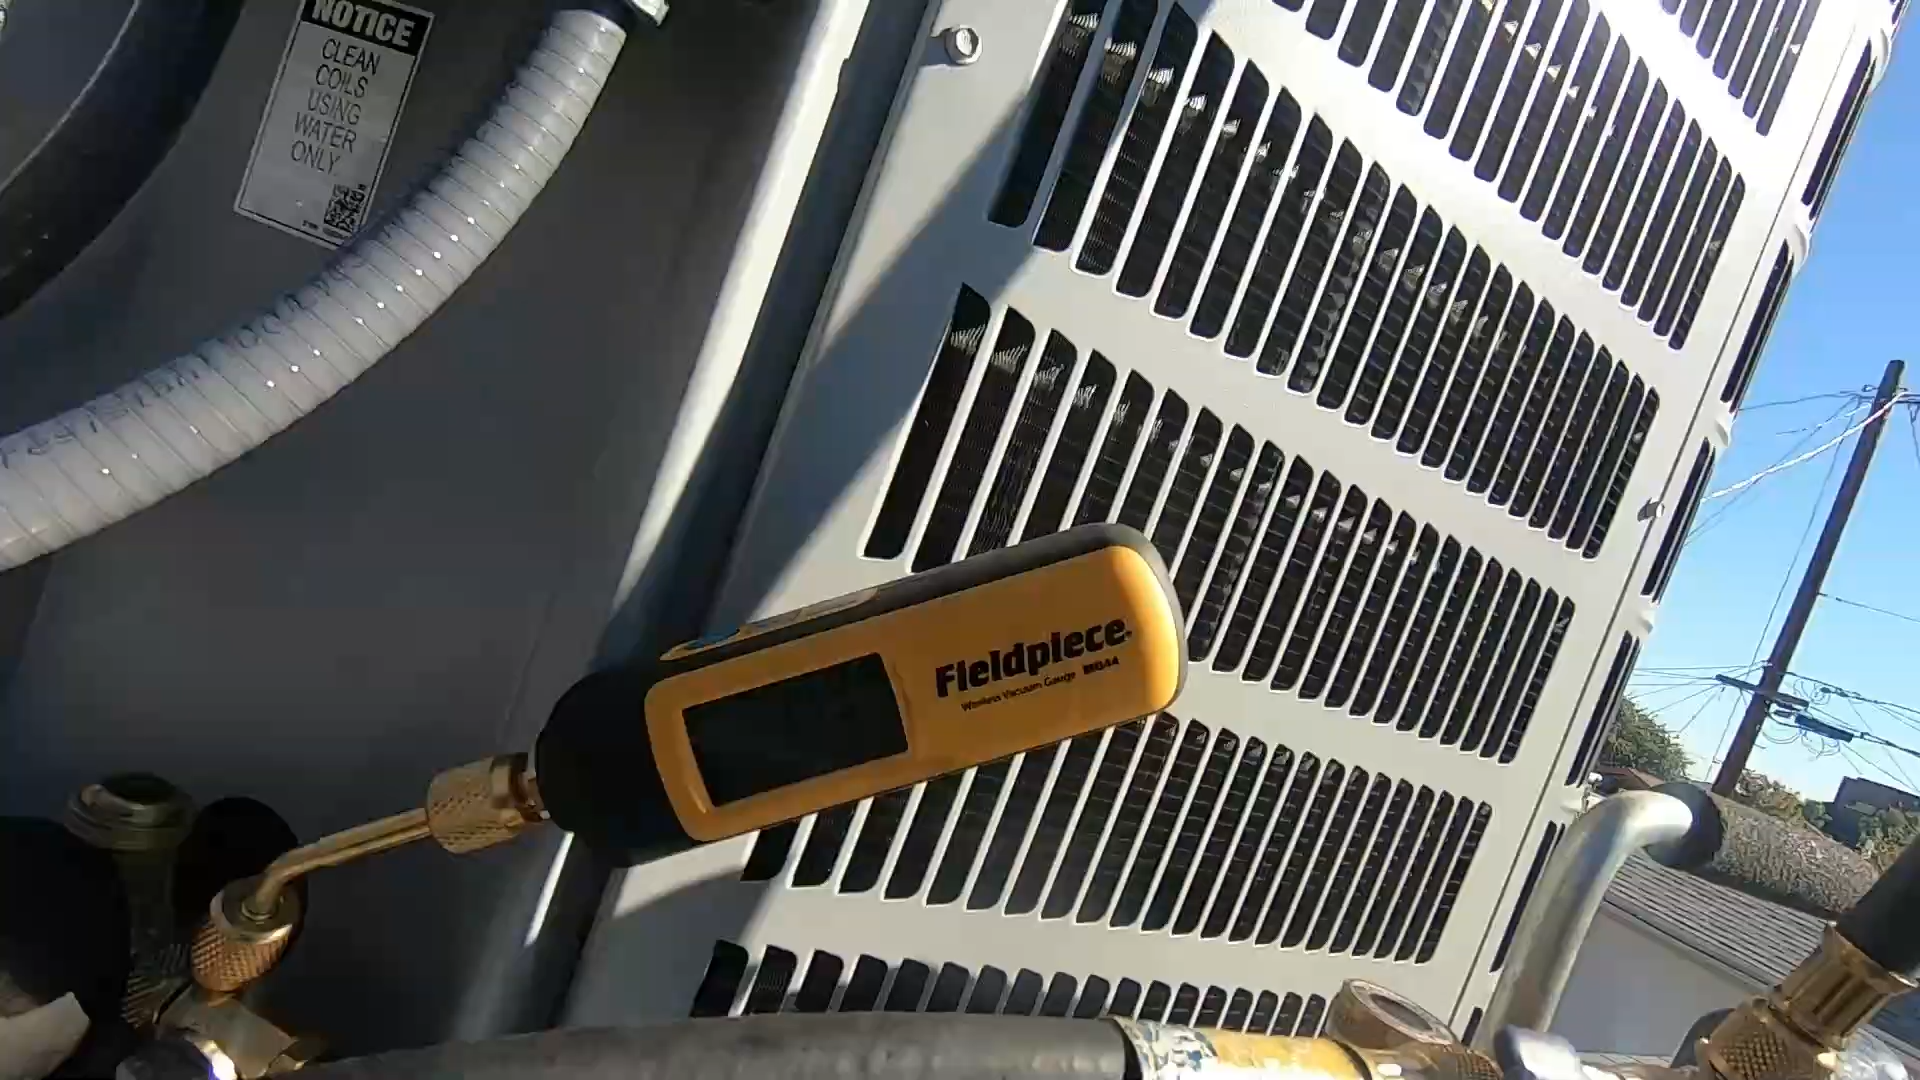 NOTICE
CLEAN
COILS
USING
WATER
ONLY
Fieldpiece
Wireless Vacuum Gauge MG44